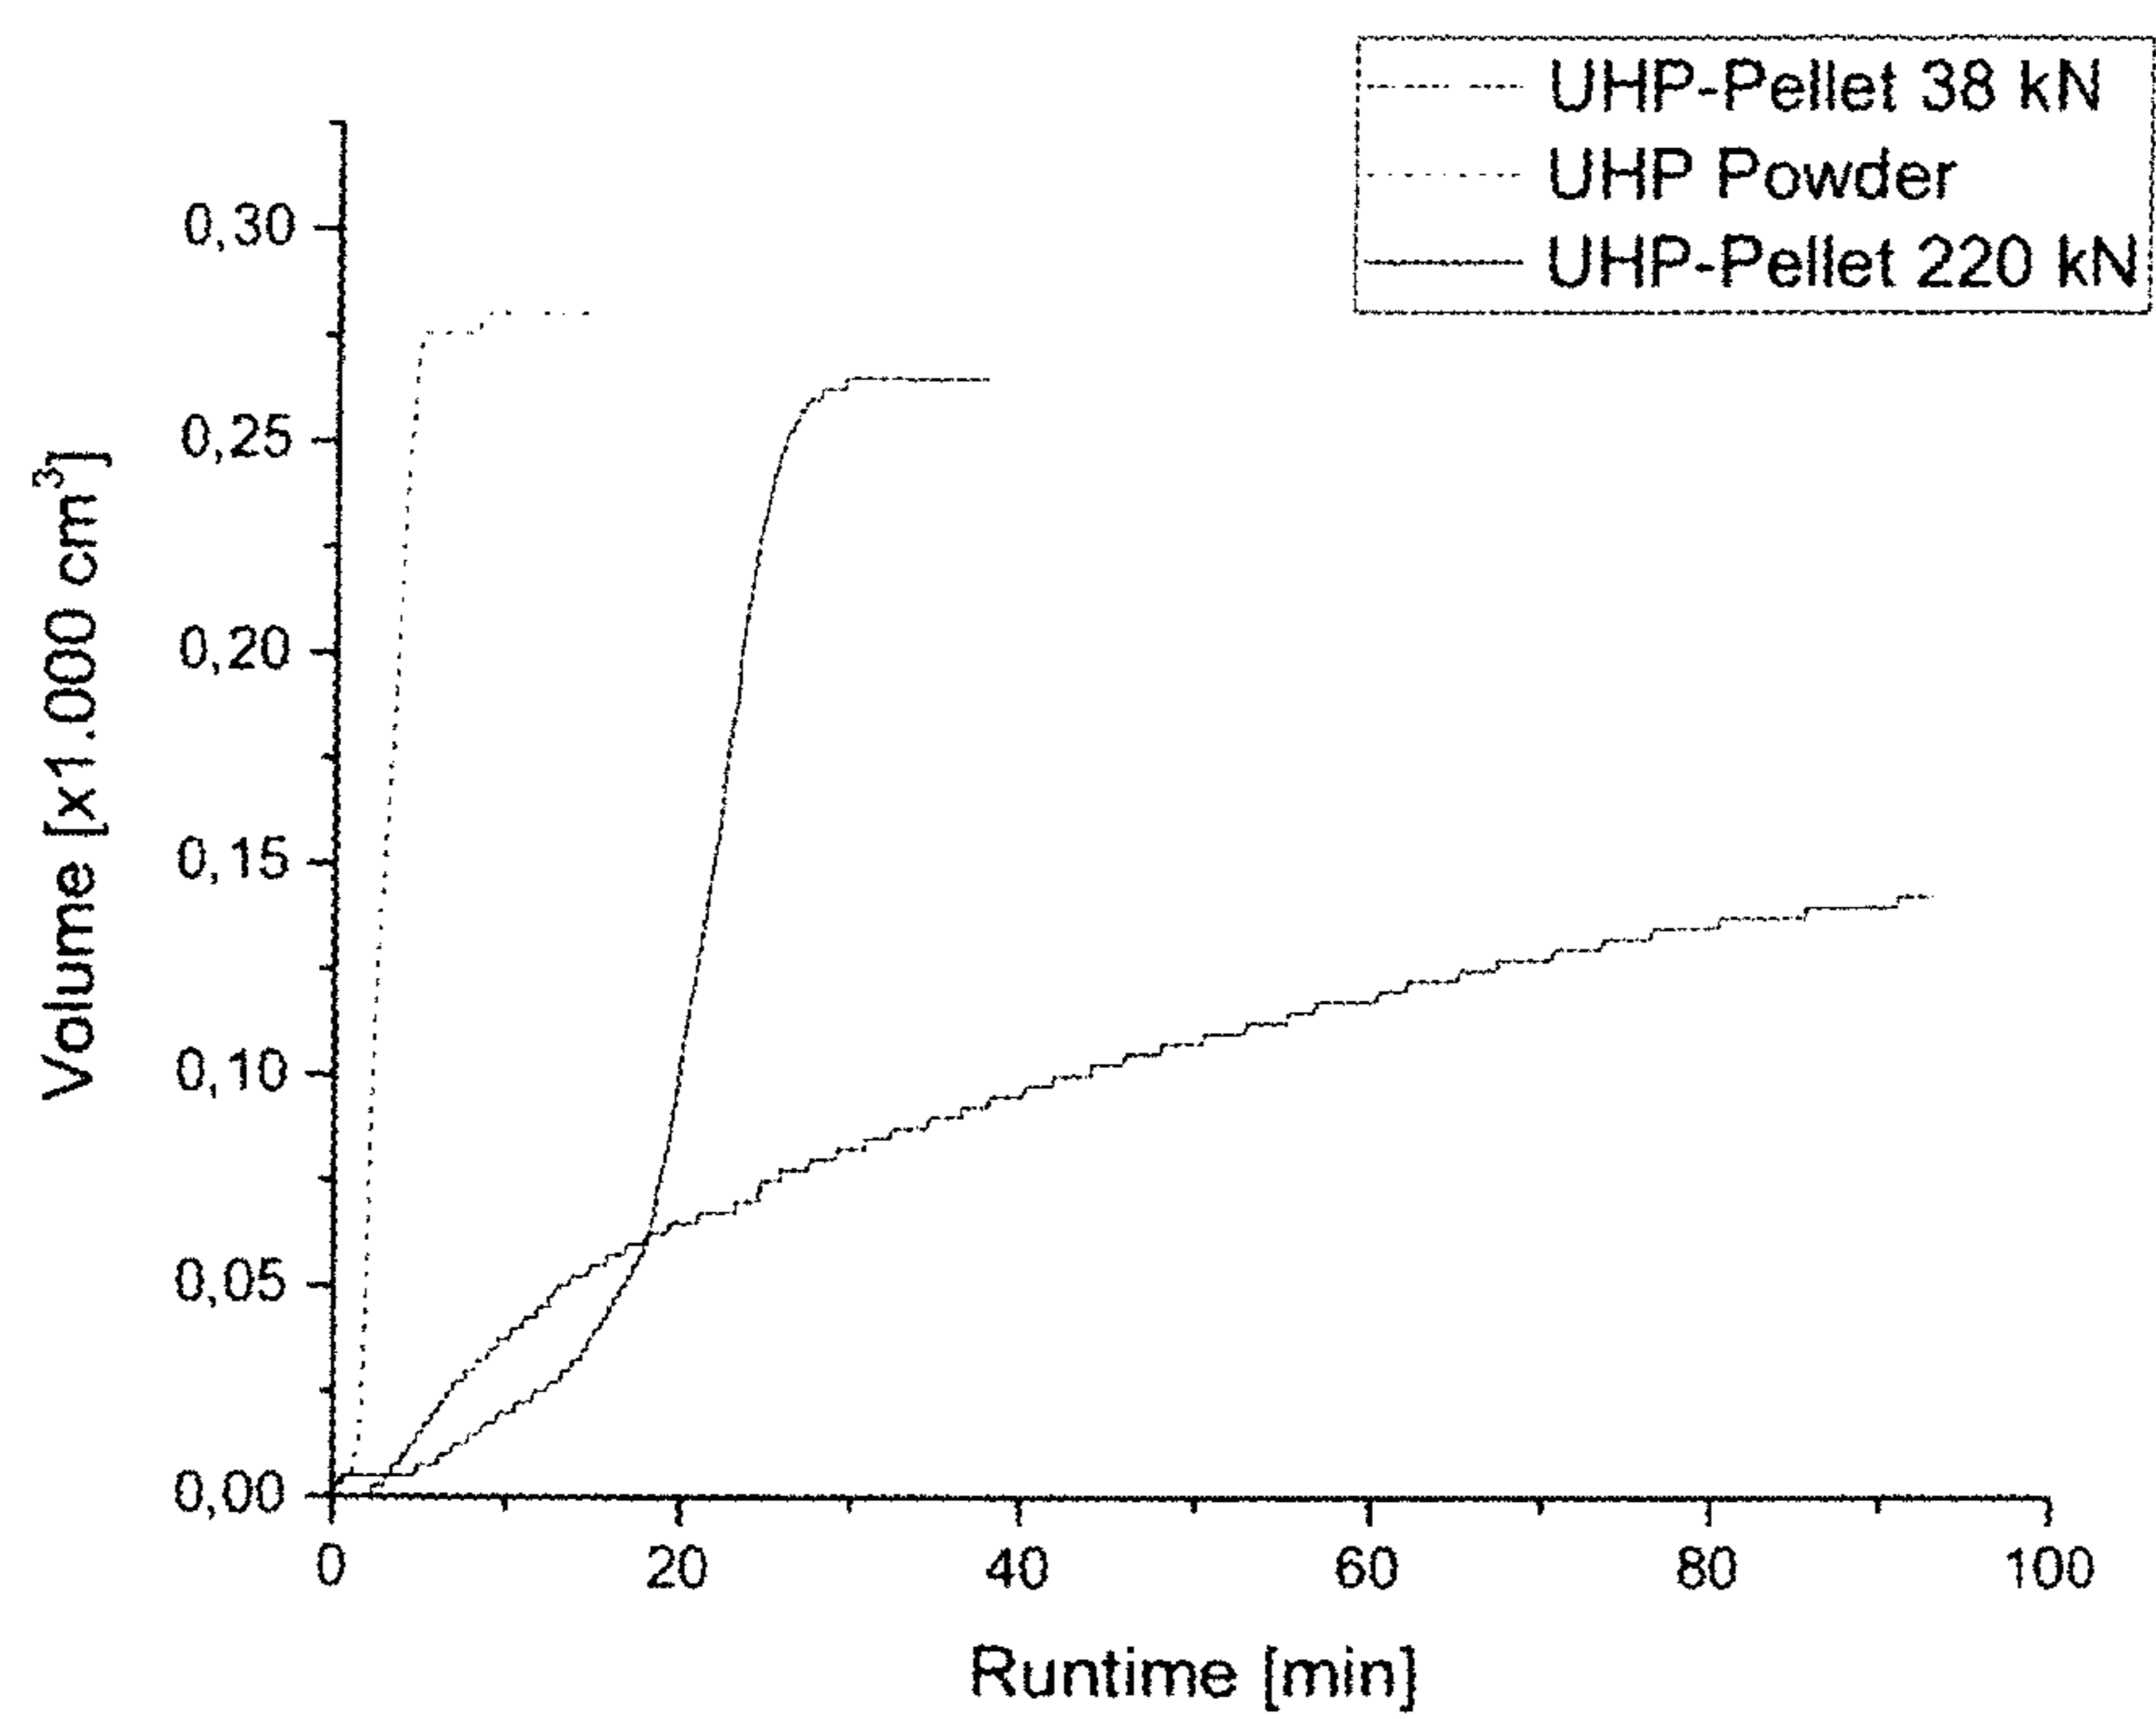 UHP-Pellet 38 kN
UHP Powder
UHP-Pellet 220 kN
0,30
0,25
0,20
0,15
0,10
0,05
0,00
Volume [x1.000 cm³]
0 20 40 60 80 100
Runtime [min]